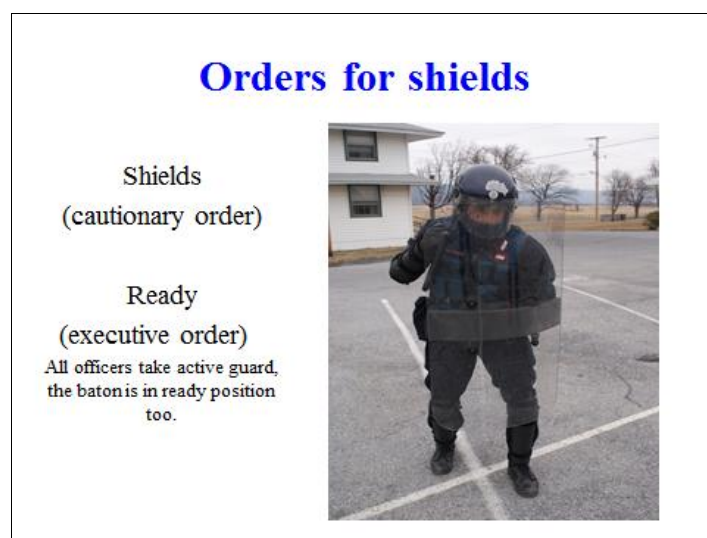 Orders for shields
Shields
(cautionary order)
Ready
(executive order)
All officers take active guard,
the baton is in ready position
too.